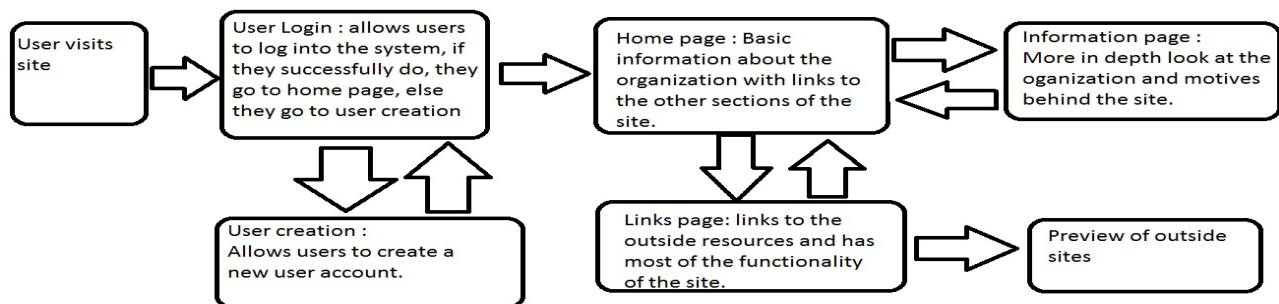 User visits
site
User Login : allows users
to log into the system, if
they successfully do, they
go to home page, else
they go to user creation
Home page : Basic
information about the
organization with links to
the other sections of the
site.
Information page :
More in depth look at the
oganization and motives
behind the site.
User creation :
Allows users to create a
new user account.
Links page: links to the
outside resources and has
most of the functionality
of the site.
Preview of outside
sites